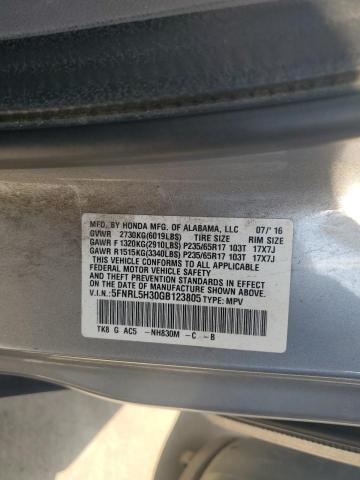 MFD. BY HONDA MFG. OF ALABAMA, LLC 07/'16
GVWR 2730KG(6019LBS) TIRE SIZE RIM SIZE
GAWR F 1320KG(2910LBS) P235/65R17 103T 17X7J
GAWR R1515KG(3340LBS) P235/65R17 103T 17X7J
THIS VEHICLE CONFORMS TO ALL APPLICABLE
FEDERAL MOTOR VEHICLE SAFETY, BUMPER, AND
THEFT PREVENTION STANDARDS IN EFFECT ON
THE DATE OF MANUFACTURE SHOWN ABOVE.
V.I.N.: 5FNRL5H30GB123805 TYPE: MPV
TK8 G AC5 -NH830M -C -B